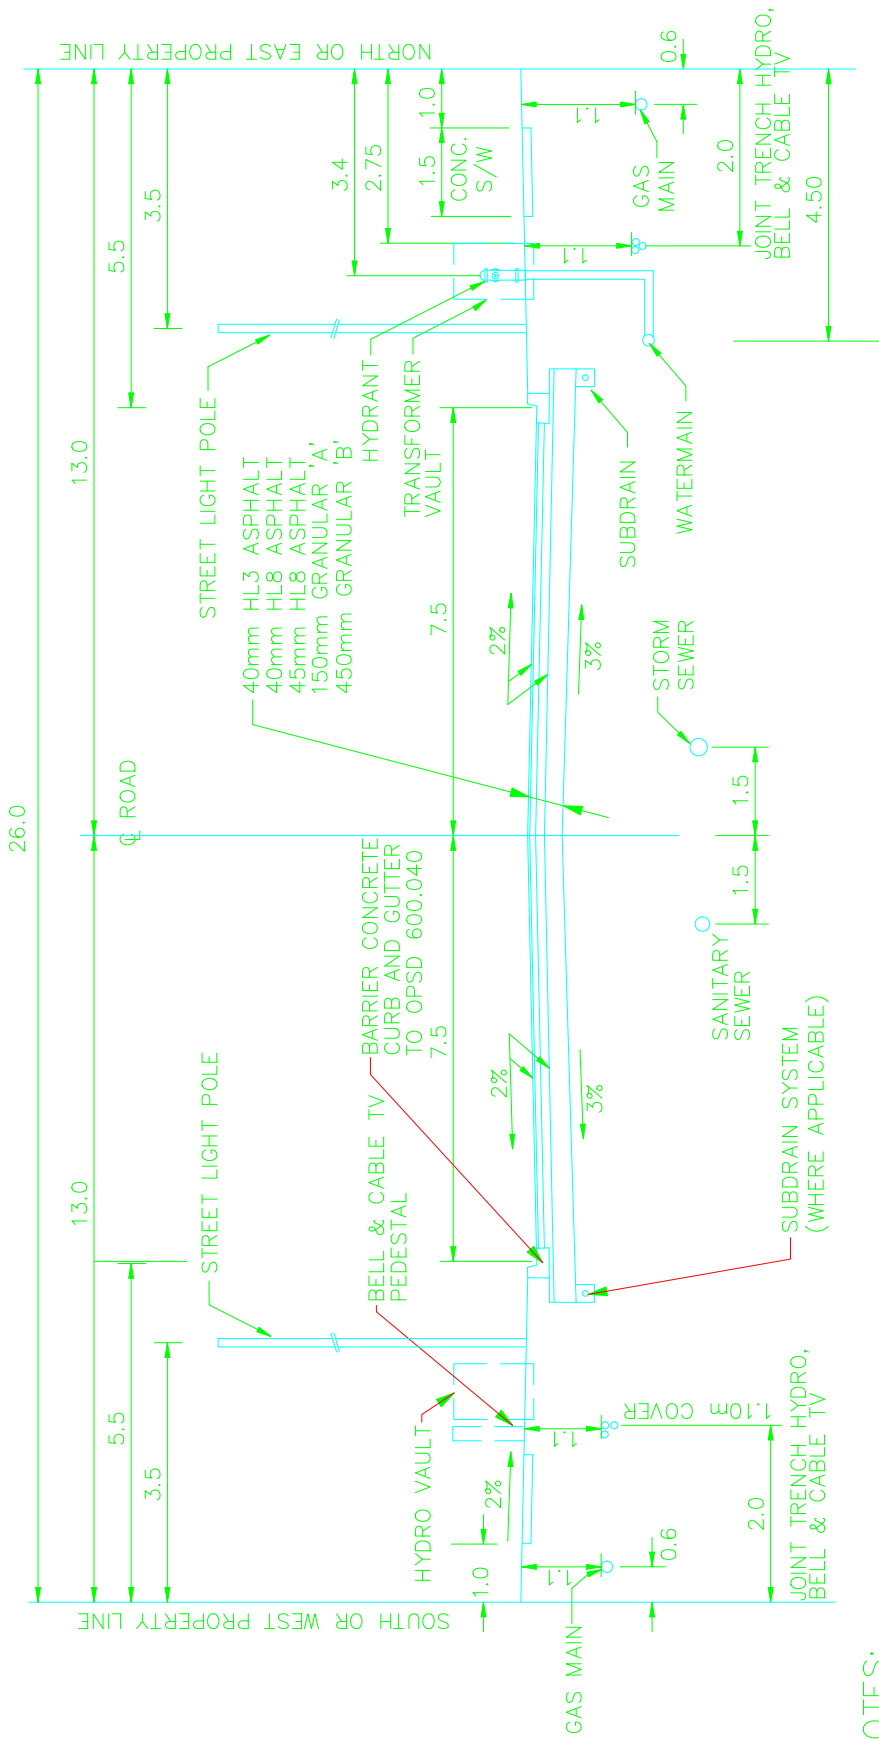 26.0
13.0
13.0
5.5
5.5
3.5
3.5
SOUTH OR WEST PROPERTY LINE
NORTH OR EAST PROPERTY LINE
℄ ROAD
STREET LIGHT POLE
STREET LIGHT POLE
40mm HL3 ASPHALT
40mm HL8 ASPHALT
45mm HL8 ASPHALT
150mm GRANULAR 'A'
450mm GRANULAR 'B'
BARRIER CONCRETE
CURB AND GUTTER
TO OPSD 600.040
BELL & CABLE TV
PEDESTAL
HYDRANT
TRANSFORMER
VAULT
3.4
2.75
1.0
1.5
CONC.
S/W
HYDRO VAULT
7.5
7.5
1.0
2%
2%
2%
3%
3%
1.1
1.1
1.1
1.1
1.10m COVER
GAS MAIN
GAS
MAIN
0.6
0.6
2.0
2.0
SANITARY
SEWER
STORM
SEWER
1.5
1.5
SUBDRAIN
WATERMAIN
SUBDRAIN SYSTEM
(WHERE APPLICABLE)
JOINT TRENCH HYDRO,
BELL & CABLE TV
JOINT TRENCH HYDRO,
BELL & CABLE TV
4.50
OTES: